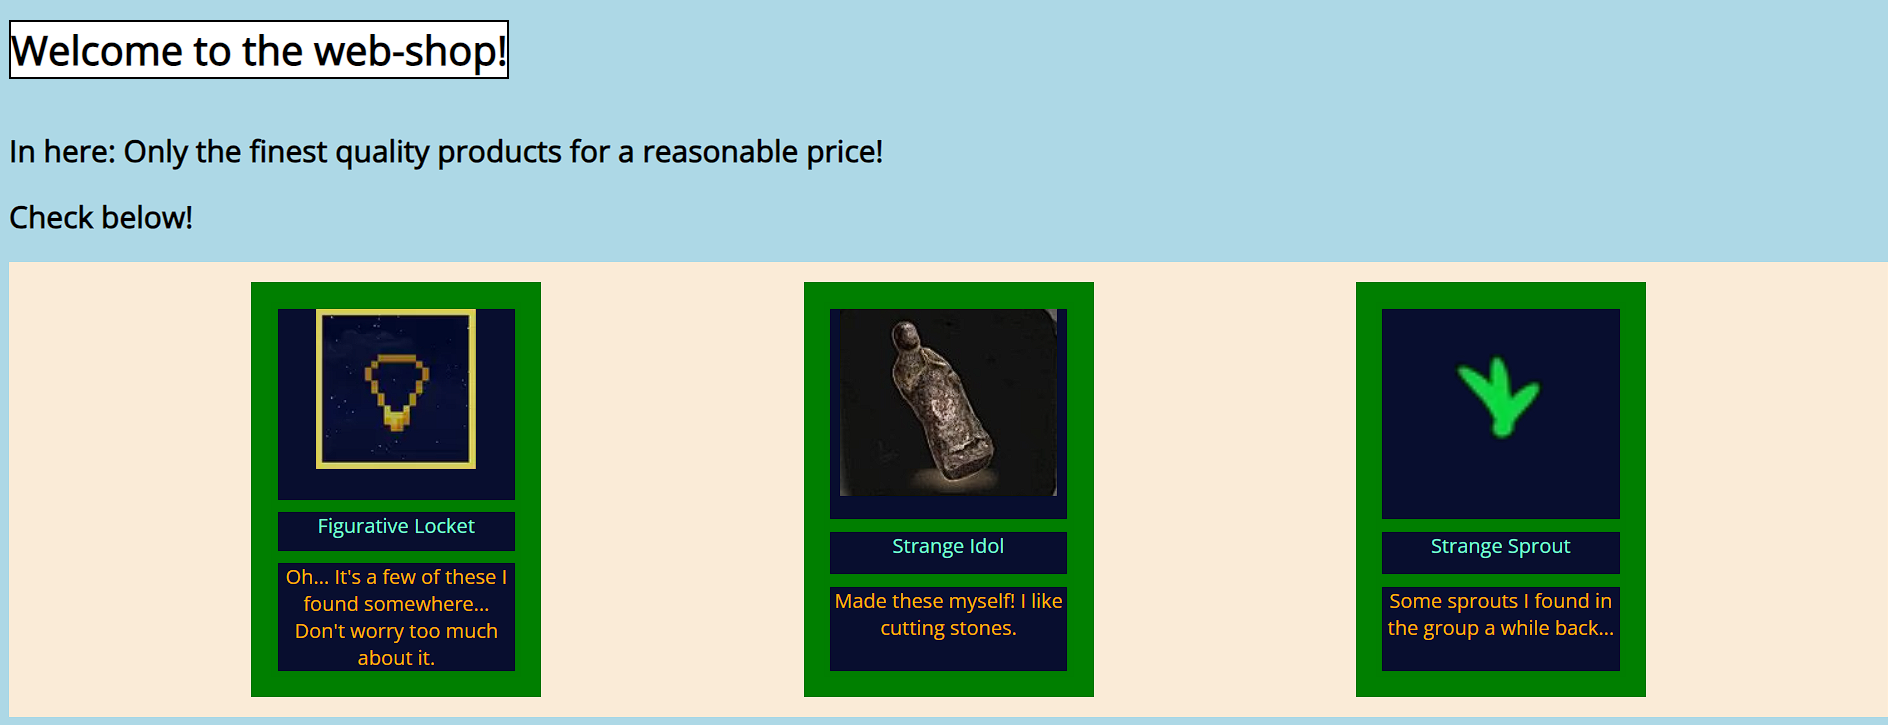 Welcome to the web-shop!
In here: Only the finest quality products for a reasonable price!
Check below!
Figurative Locket
Oh... It's a few of these I
found somewhere...
Don't worry too much
about it.
Strange Idol
Made these myself! I like
cutting stones.
Strange Sprout
Some sprouts I found in
the group a while back...